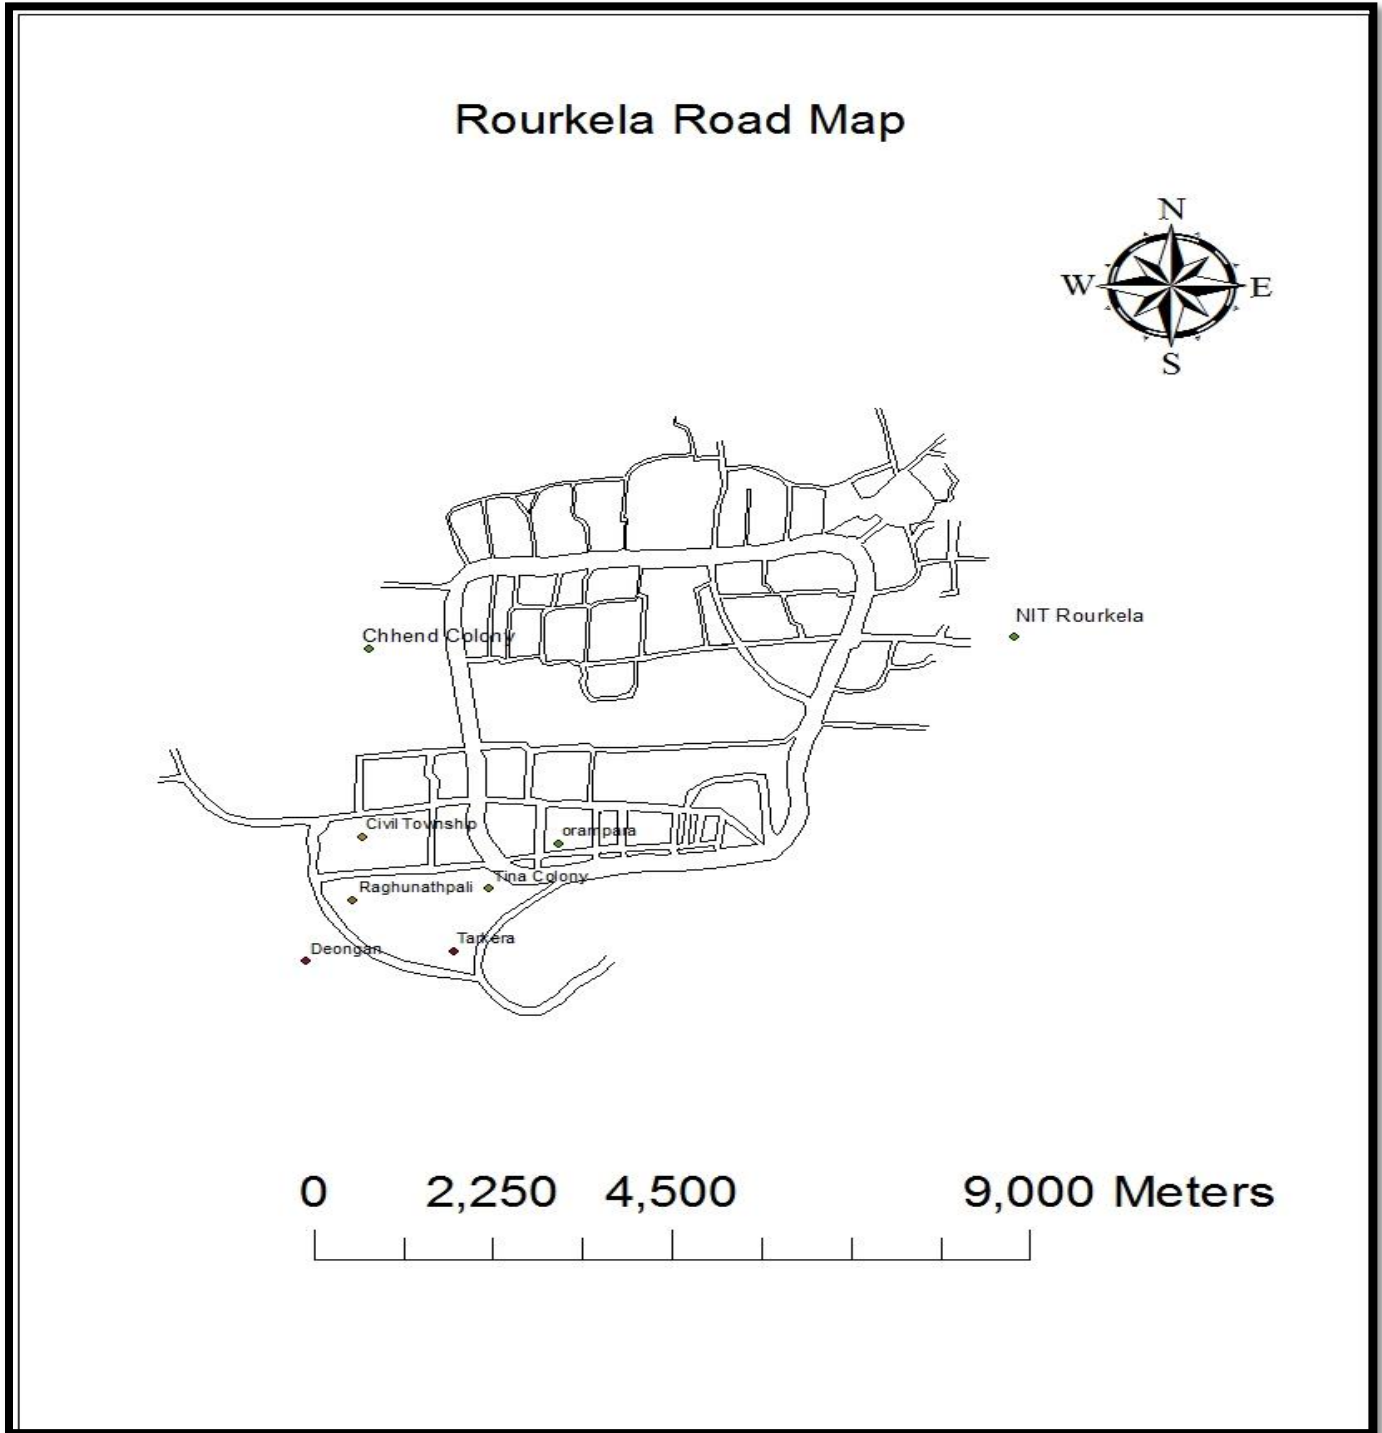 Rourkela Road Map
N
W E
S
NIT Rourkela
Chhend Colony
Civil Township
orampara
Tina Colony
Raghunathpali
Tarkera
Deongan
0 2,250 4,500 9,000 Meters